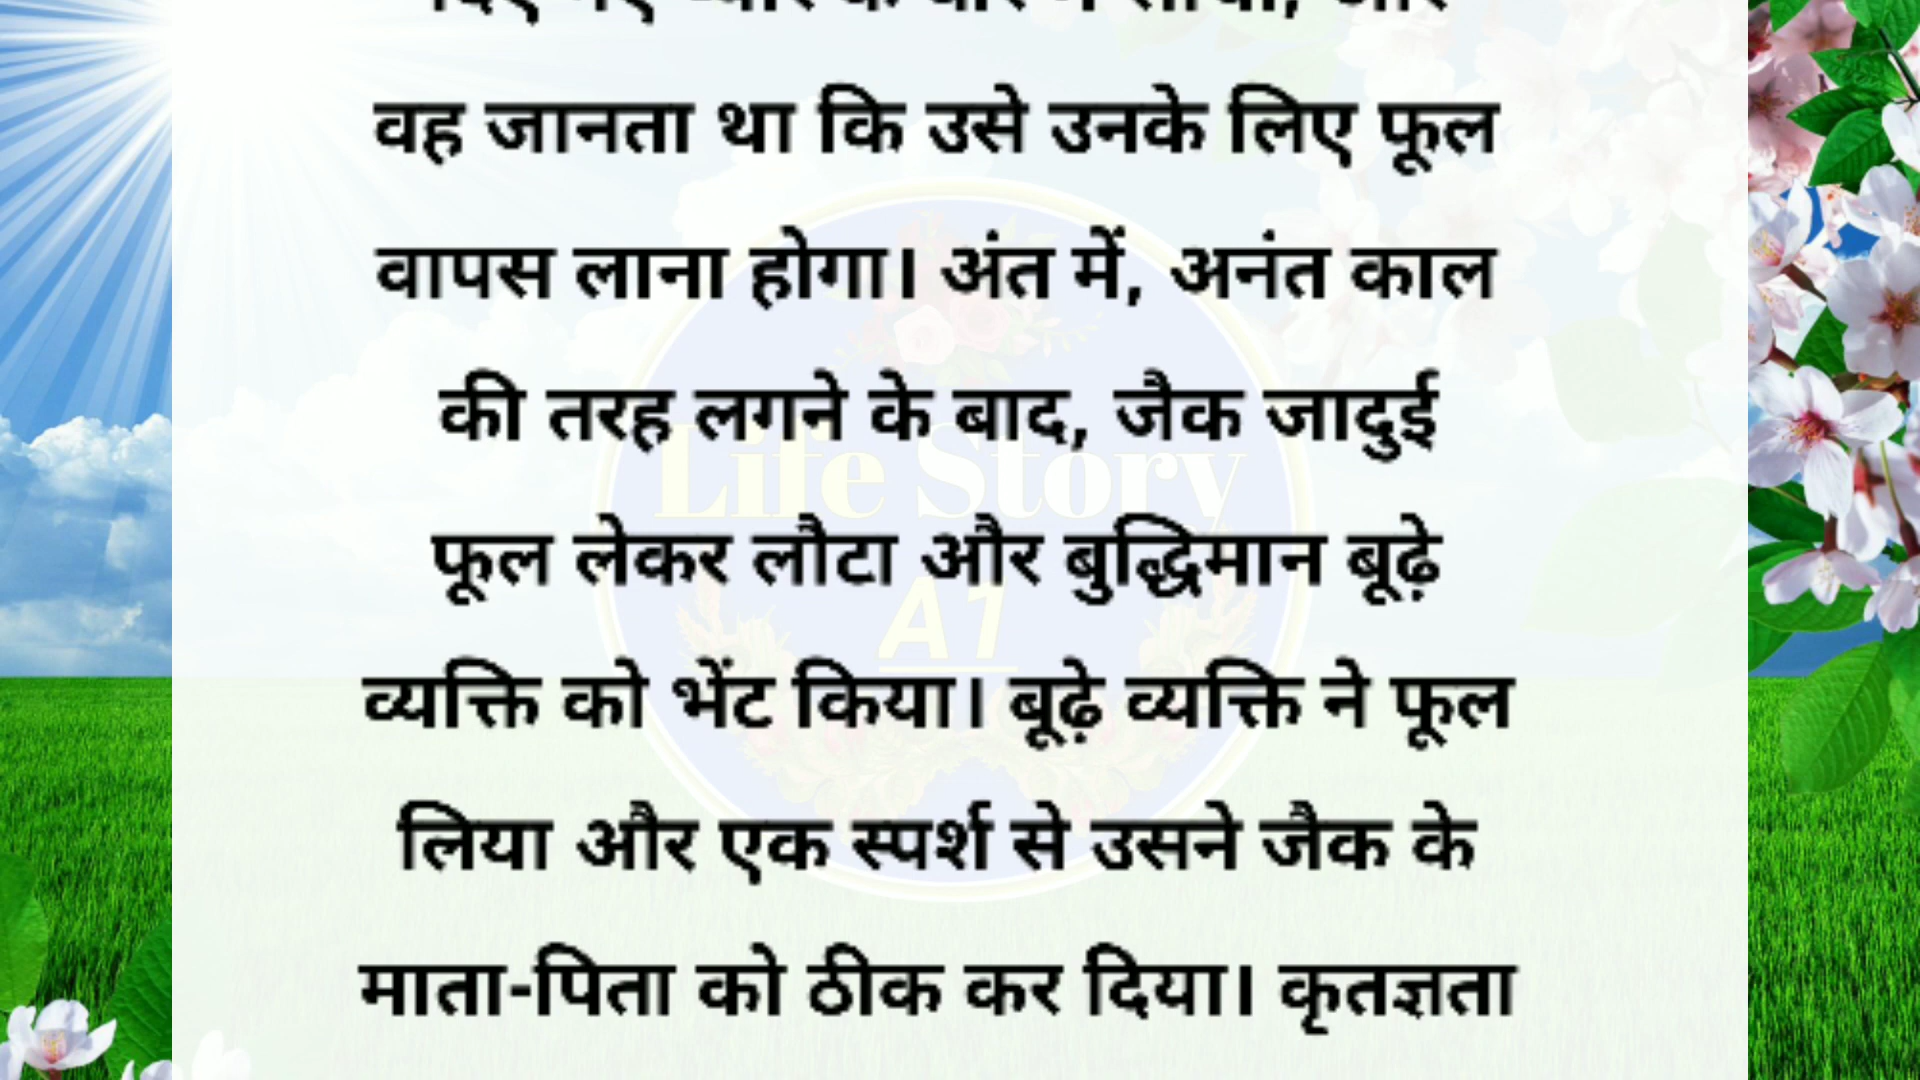 वह जानता था कि उसे उनके लिए फूल
वापस लाना होगा। अंत में, अनंत काल
की तरह लगने के बाद, जैक जादुई
Life Story
फूल लेकर लौटा और बुद्धिमान बूढ़े
A1
व्यक्ति को भेंट किया। बूढ़े व्यक्ति ने फूल
लिया और एक स्पर्श से उसने जैक के
माता-पिता को ठीक कर दिया। कृतज्ञता